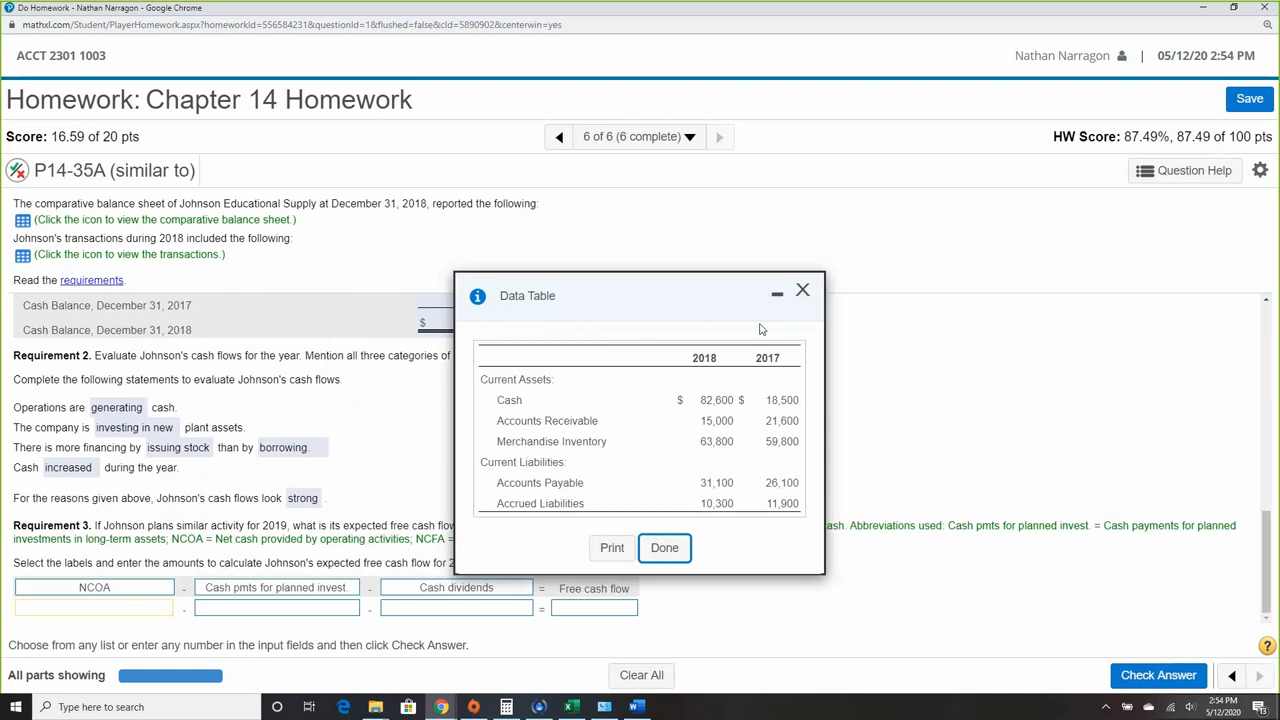 Do Homework - Nathan Narragon - Google Chrome
mathxl.com/Student/PlayerHomework.aspx?homeworkId=556584231&questionId=1&flushed=false&cId=5890902&centerwin=yes
ACCT 2301 1003
Nathan Narragon | 05/12/20 2:54 PM
Homework: Chapter 14 Homework
Save
Score: 16.59 of 20 pts
6 of 6 (6 complete)
HW Score: 87.49%, 87.49 of 100 pts
P14-35A (similar to)
Question Help
The comparative balance sheet of Johnson Educational Supply at December 31, 2018, reported the following:
(Click the icon to view the comparative balance sheet.)
Johnson's transactions during 2018 included the following:
(Click the icon to view the transactions.)
Read the requirements.
Cash Balance, December 31, 2017
Cash Balance, December 31, 2018
$
Requirement 2. Evaluate Johnson's cash flows for the year. Mention all three categories of
Complete the following statements to evaluate Johnson's cash flows.
Operations are generating cash.
The company is investing in new plant assets.
There is more financing by issuing stock than by borrowing.
Cash increased during the year.
For the reasons given above, Johnson's cash flows look strong
Requirement 3. If Johnson plans similar activity for 2019, what is its expected free cash flow
ash. Abbreviations used: Cash pmts for planned invest. = Cash payments for planned
investments in long-term assets; NCOA = Net cash provided by operating activities; NCFA =
Select the labels and enter the amounts to calculate Johnson's expected free cash flow for 2
NCOA - Cash pmts for planned invest. - Cash dividends = Free cash flow
- - =
Data Table
2018 2017
Current Assets:
Cash $ 82,600 $ 18,500
Accounts Receivable 15,000 21,600
Merchandise Inventory 63,800 59,800
Current Liabilities:
Accounts Payable 31,100 26,100
Accrued Liabilities 10,300 11,900
Print
Done
Choose from any list or enter any number in the input fields and then click Check Answer.
?
All parts showing
Clear All
Check Answer
Type here to search
2:54 PM
5/12/2020